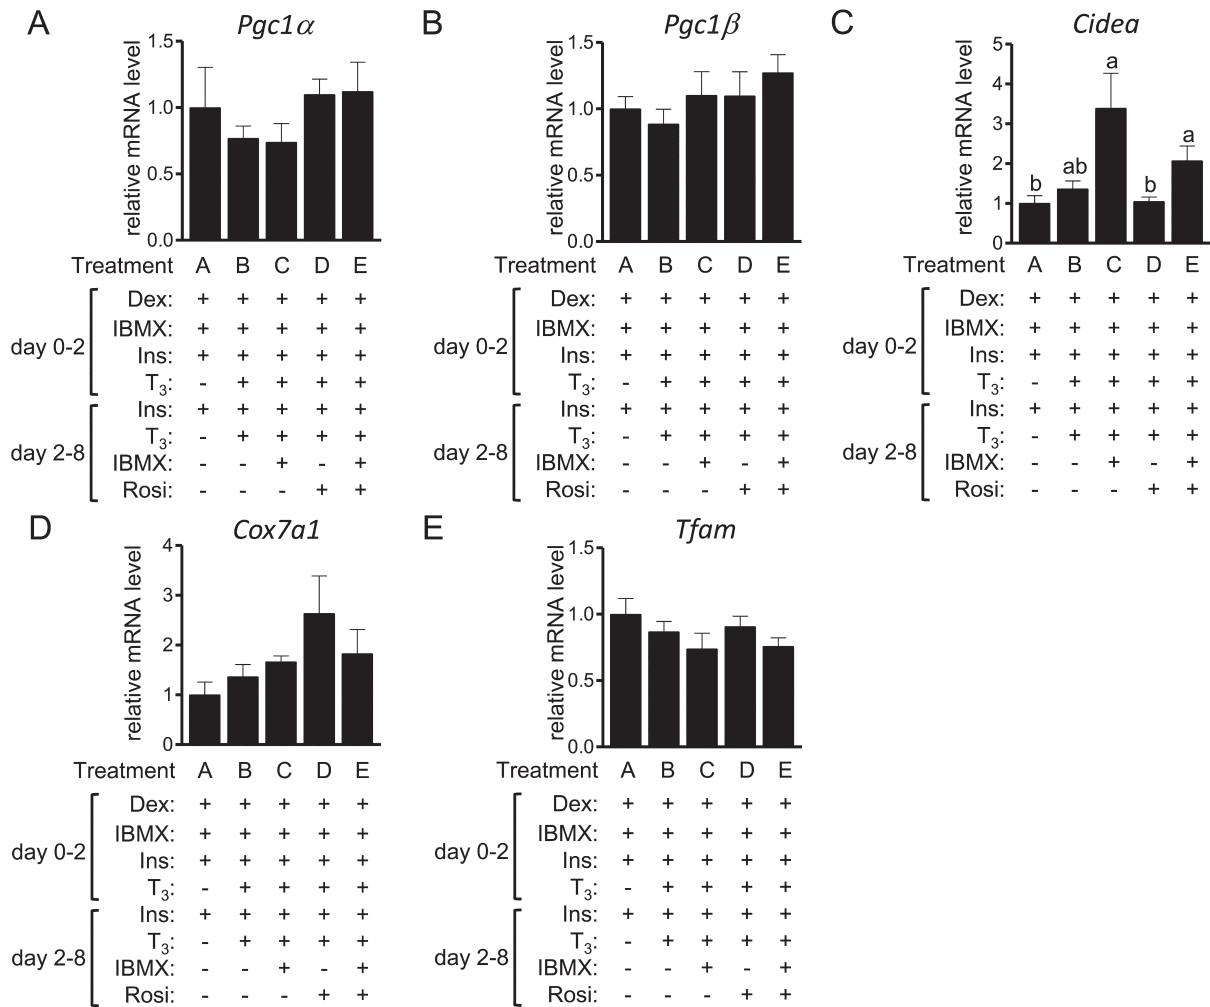 A
Pgc1α
relative mRNA level
1.5
1.0
0.5
0.0
Treatment A B C D E
day 0-2
Dex: + + + + +
IBMX: + + + + +
Ins: + + + + +
T3: - + + + +
day 2-8
Ins: + + + + +
T3: - + + + +
IBMX: - - + - +
Rosi: - - - + +
B
Pgc1β
relative mRNA level
1.5
1.0
0.5
0.0
Treatment A B C D E
day 0-2
Dex: + + + + +
IBMX: + + + + +
Ins: + + + + +
T3: - + + + +
day 2-8
Ins: + + + + +
T3: - + + + +
IBMX: - - + - +
Rosi: - - - + +
C
Cidea
relative mRNA level
5
4
3
2
1
0
b ab a b a
Treatment A B C D E
day 0-2
Dex: + + + + +
IBMX: + + + + +
Ins: + + + + +
T3: - + + + +
day 2-8
Ins: + + + + +
T3: - + + + +
IBMX: - - + - +
Rosi: - - - + +
D
Cox7a1
relative mRNA level
4
3
2
1
0
Treatment A B C D E
day 0-2
Dex: + + + + +
IBMX: + + + + +
Ins: + + + + +
T3: - + + + +
day 2-8
Ins: + + + + +
T3: - + + + +
IBMX: - - + - +
Rosi: - - - + +
E
Tfam
relative mRNA level
1.5
1.0
0.5
0.0
Treatment A B C D E
day 0-2
Dex: + + + + +
IBMX: + + + + +
Ins: + + + + +
T3: - + + + +
day 2-8
Ins: + + + + +
T3: - + + + +
IBMX: - - + - +
Rosi: - - - + +